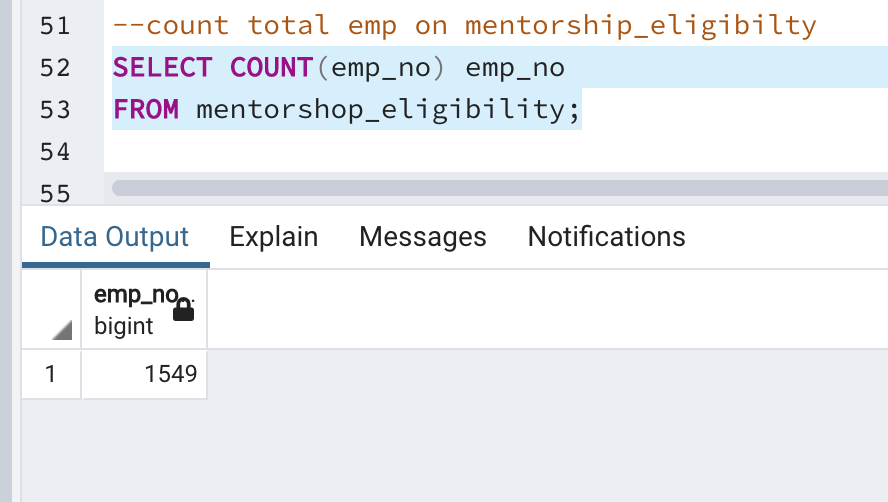 51 --count total emp on mentorship_eligibilty
52 SELECT COUNT(emp_no) emp_no
53 FROM mentorshop_eligibility;
54
55
Data Output Explain Messages Notifications
emp_no..
bigint
1 1549